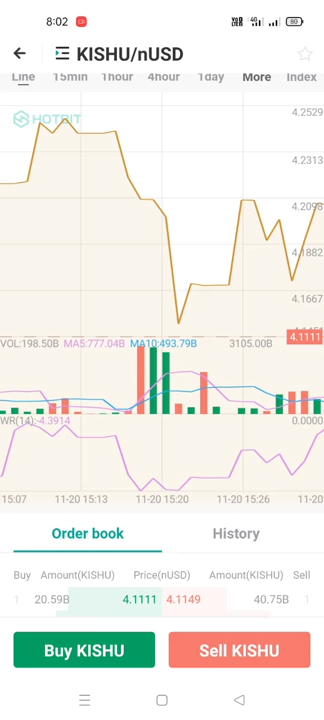 8:02
80
KISHU/nUSD
Line 15min 1hour 4hour 1day More Index
HOTBIT
4.2529
4.2313
4.2098
4.1882
4.1667
4.1111
VOL:198.50B MA5:777.04B MA10:493.79B 3105.00B
WR(14):-4.3914 0.0000
15:07 11-20 15:13 11-20 15:20 11-20 15:26 11-20
Order book History
Buy Amount(KISHU) Price(nUSD) Amount(KISHU) Sell
1 20.59B 4.1111 4.1149 40.75B 1
Buy KISHU Sell KISHU